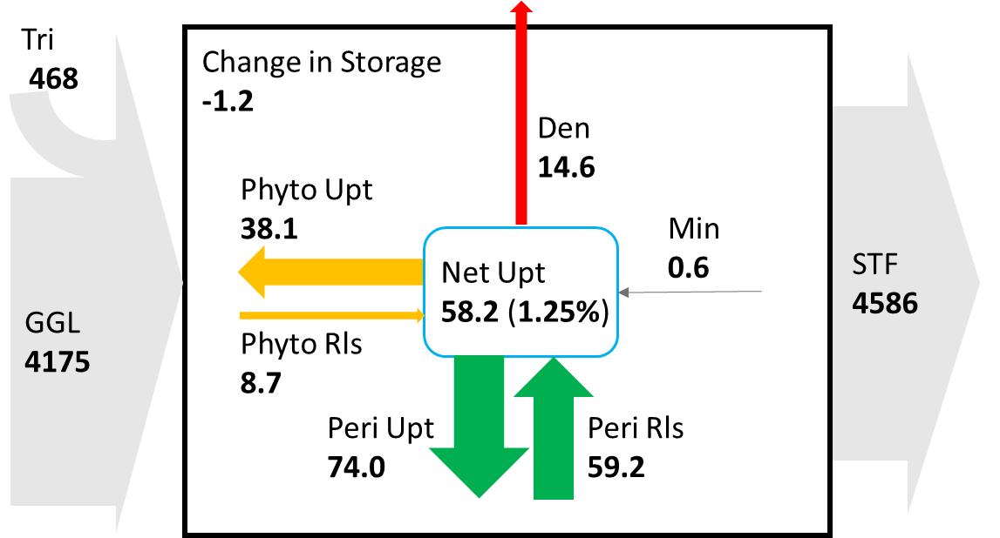 Tri
468
Change in Storage
-1.2
Den
14.6
Phyto Upt
38.1
Min
0.6
Net Upt
58.2 (1.25%)
STF
4586
GGL
4175
Phyto Rls
8.7
Peri Upt
74.0
Peri Rls
59.2